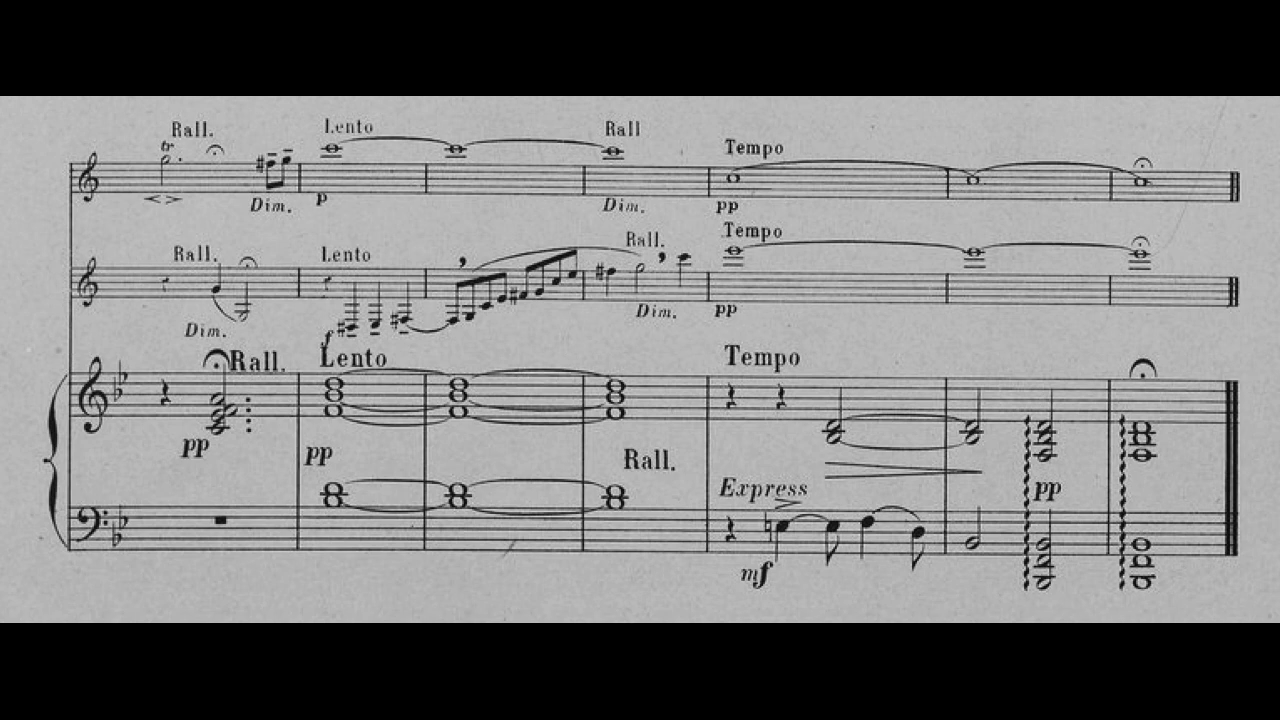 Rall. Lento Rall Tempo
tr
Dim. p Dim. pp
Rall. Lento Rall. Tempo
Dim. f Dim. pp
Rall. Lento Tempo
pp pp Rall. Express pp
mf